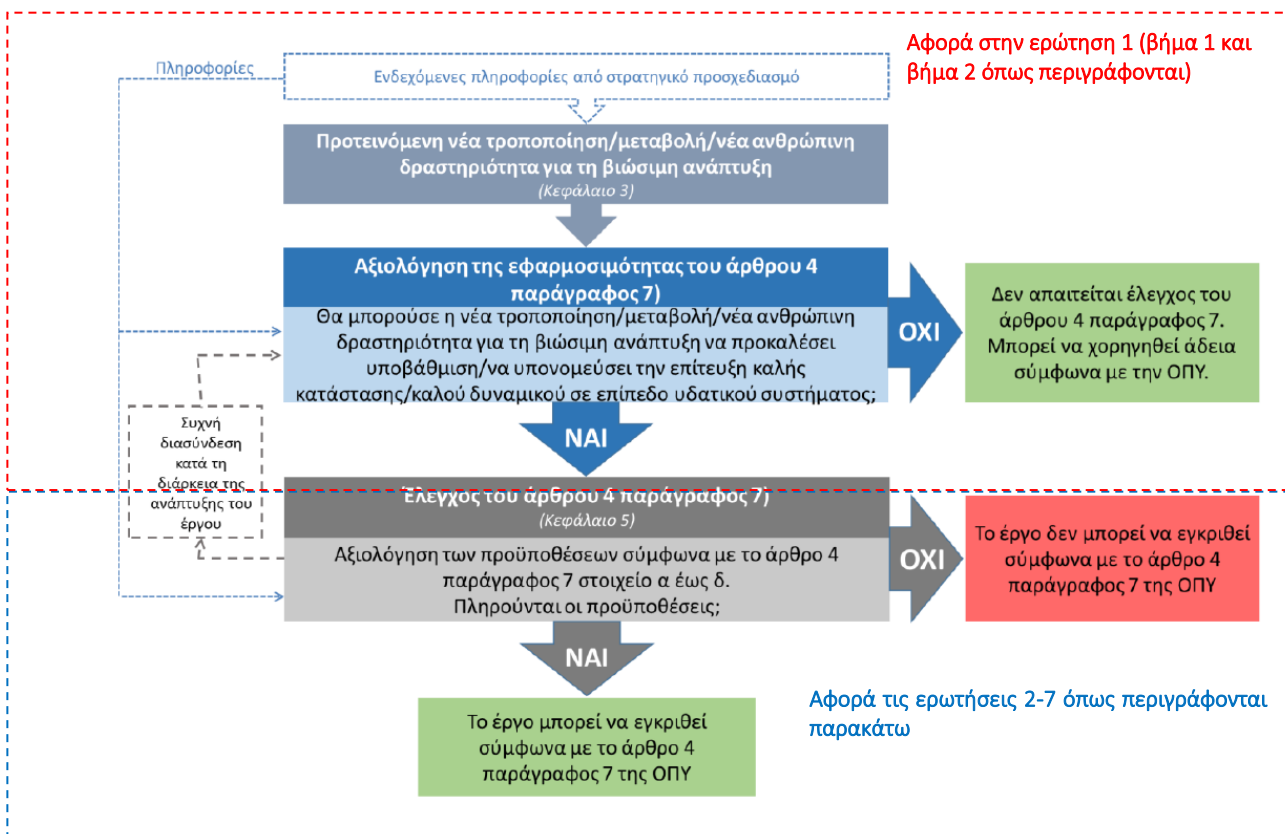 Αφορά στην ερώτηση 1 (βήμα 1 και
βήμα 2 όπως περιγράφονται)
Πληροφορίες
Ενδεχόμενες πληροφορίες από στρατηγικό προσχεδιασμό
Προτεινόμενη νέα τροποποίηση/μεταβολή/νέα ανθρώπινη
δραστηριότητα για τη βιώσιμη ανάπτυξη
(Κεφάλαιο 3)
Αξιολόγηση της εφαρμοσιμότητας του άρθρου 4
παράγραφος 7)
Θα μπορούσε η νέα τροποποίηση/μεταβολή/νέα ανθρώπινη
δραστηριότητα για τη βιώσιμη ανάπτυξη να προκαλέσει
υποβάθμιση/να υπονομεύσει την επίτευξη καλής
κατάστασης/καλού δυναμικού σε επίπεδο υδατικού συστήματος;
ΟΧΙ
Δεν απαιτείται έλεγχος του
άρθρου 4 παράγραφος 7.
Μπορεί να χορηγηθεί άδεια
σύμφωνα με την ΟΠΥ.
ΝΑΙ
Συχνή
διασύνδεση
κατά τη
διάρκεια της
ανάπτυξης του
έργου
Έλεγχος του άρθρου 4 παράγραφος 7)
(Κεφάλαιο 5)
Αξιολόγηση των προϋποθέσεων σύμφωνα με το άρθρο 4
παράγραφος 7 στοιχείο α έως δ.
Πληρούνται οι προϋποθέσεις;
ΟΧΙ
Το έργο δεν μπορεί να εγκριθεί
σύμφωνα με το άρθρο 4
παράγραφος 7 της ΟΠΥ
ΝΑΙ
Το έργο μπορεί να εγκριθεί
σύμφωνα με το άρθρο 4
παράγραφος 7 της ΟΠΥ
Αφορά τις ερωτήσεις 2-7 όπως περιγράφονται
παρακάτω